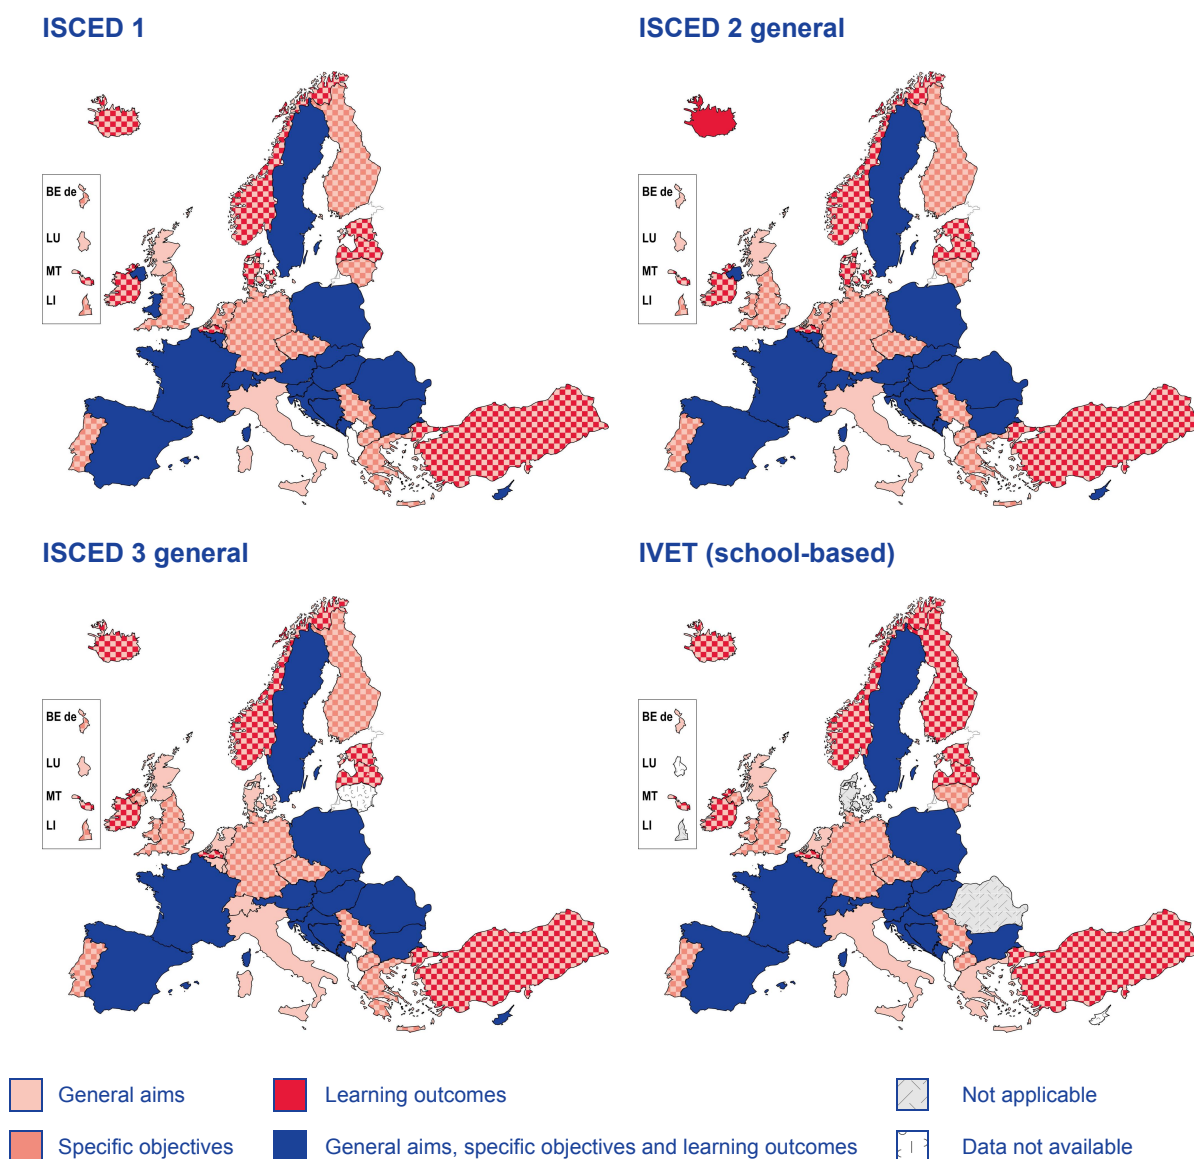 ISCED 1
ISCED 2 general
BE de
LU
MT
LI
BE de
LU
MT
LI
ISCED 3 general
IVET (school-based)
BE de
LU
MT
LI
BE de
LU
MT
LI
General aims
Learning outcomes
Not applicable
Specific objectives
General aims, specific objectives and learning outcomes
Data not available